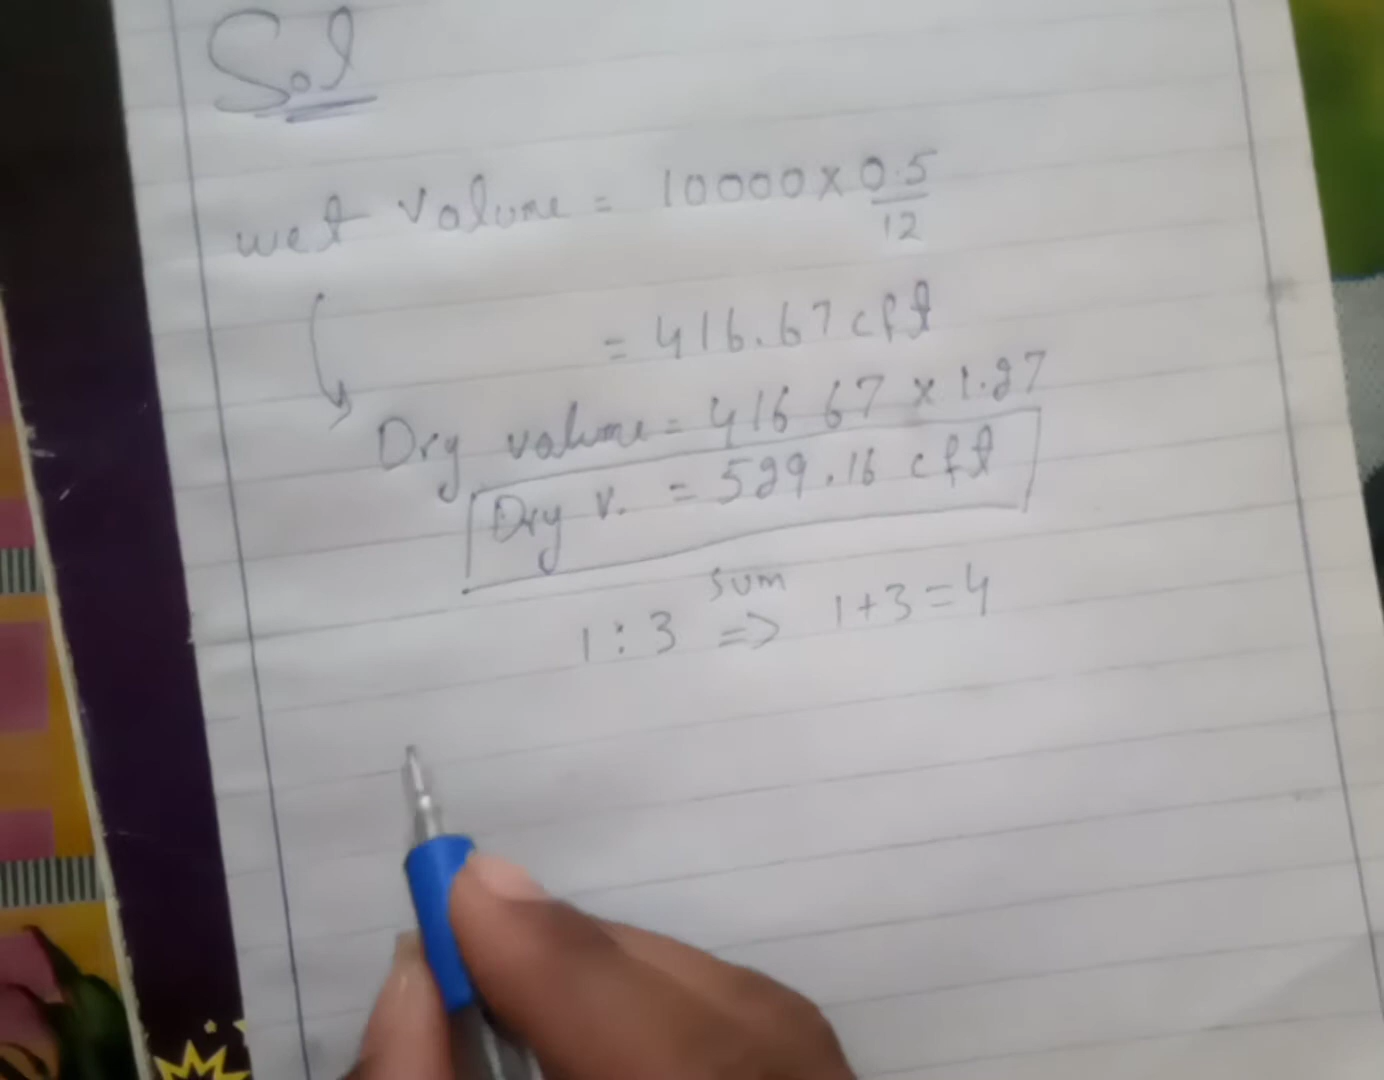 Sol
wet Volume = 10000 x 0.5/12
= 416.67 cft
Dry volume = 416 67 x 1.27
Dry v. = 529.16 cft
1 : 3 sum => 1+3=4